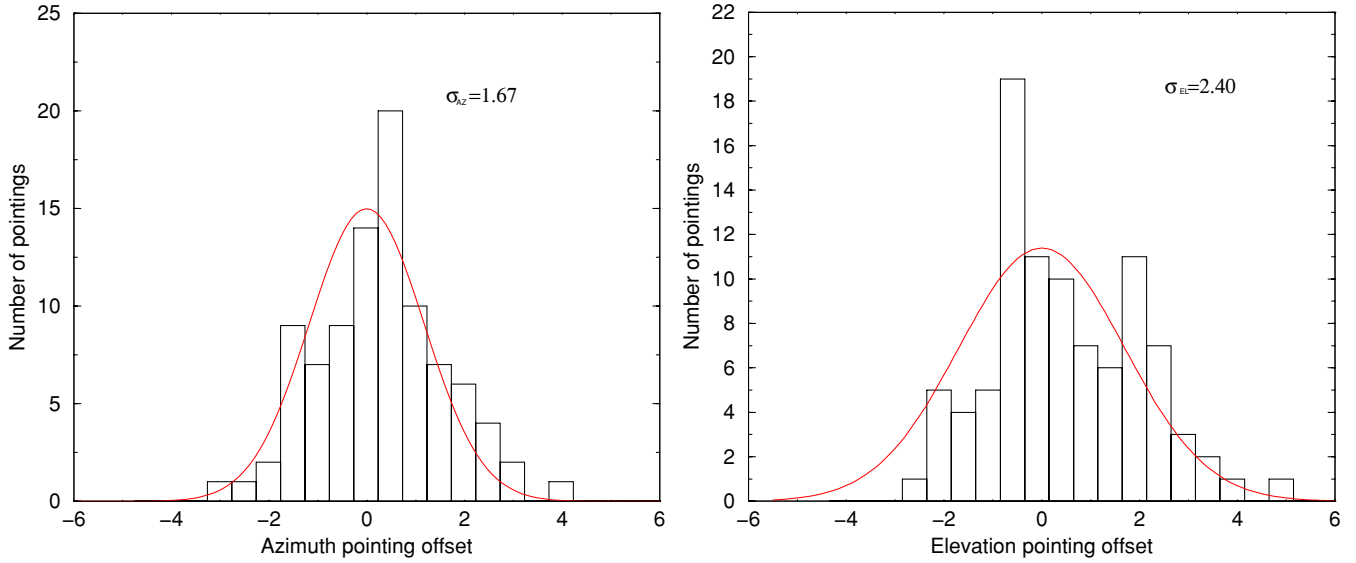 25
20
15
10
5
0
Number of pointings
σAZ=1.67
−6 −4 −2 0 2 4 6
Azimuth pointing offset
22
20
18
16
14
12
10
8
6
4
2
0
Number of pointings
σEL=2.40
−6 −4 −2 0 2 4 6
Elevation pointing offset